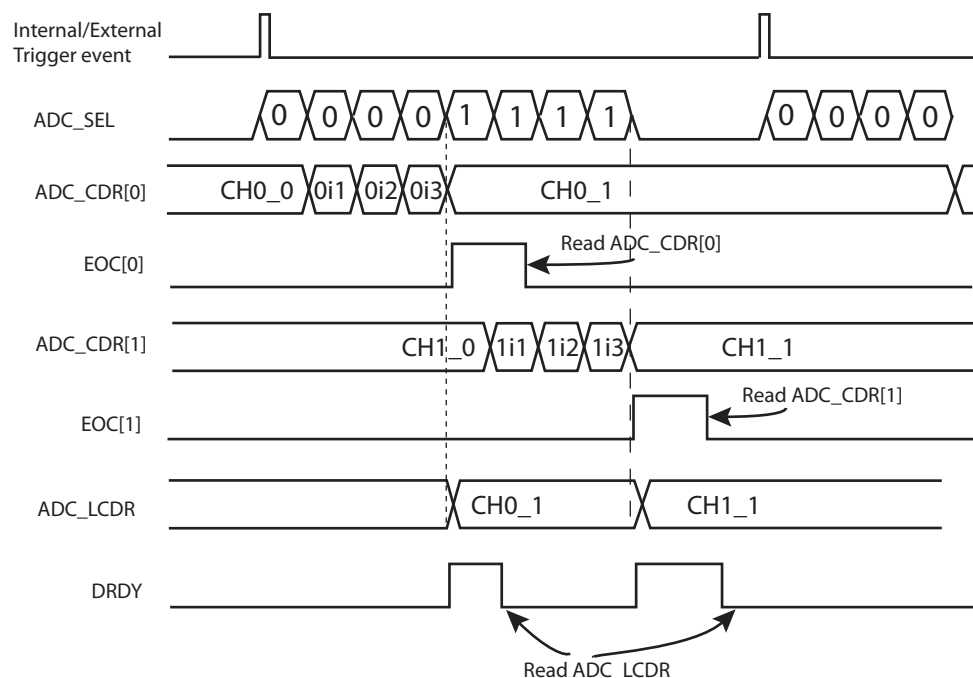 Internal/External
Trigger event
ADC_SEL
0 0 0 0 1 1 1 1 0 0 0 0
ADC_CDR[0]
CH0_0 0i1 0i2 0i3 CH0_1
EOC[0]
Read ADC_CDR[0]
ADC_CDR[1]
CH1_0 1i1 1i2 1i3 CH1_1
EOC[1]
Read ADC_CDR[1]
ADC_LCDR
CH0_1 CH1_1
DRDY
Read ADC_LCDR